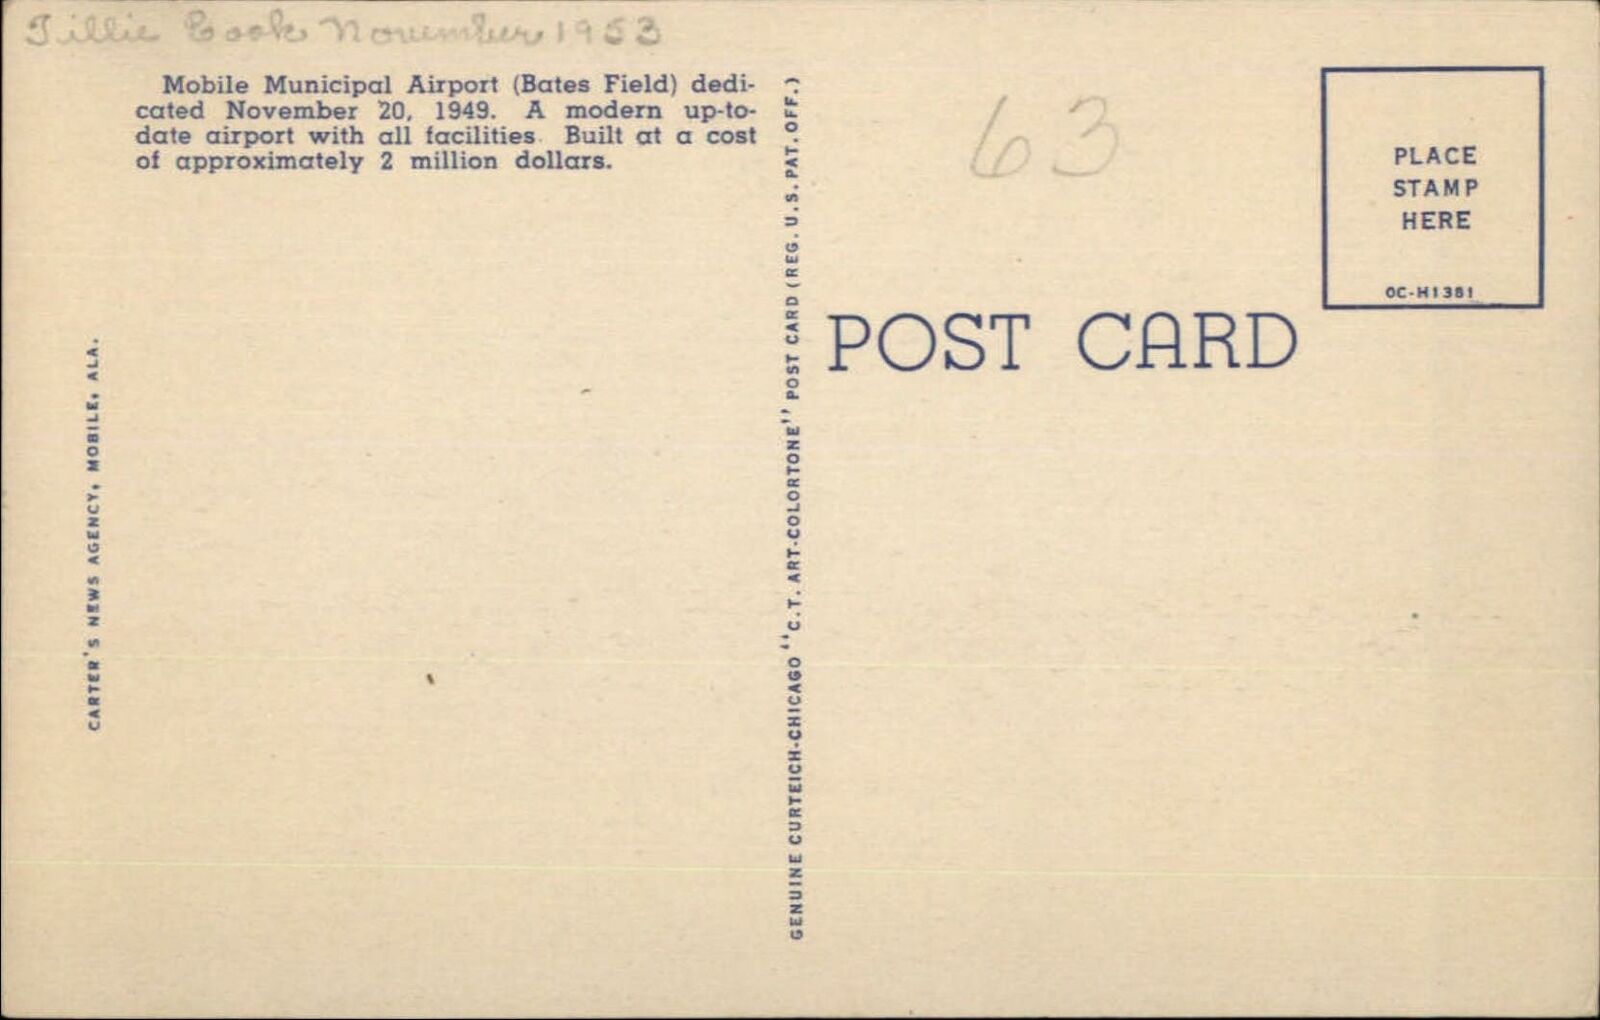 Tillie Cook November 1953
Mobile Municipal Airport (Bates Field) dedi-
cated November 20, 1949. A modern up-to-
date airport with all facilities. Built at a cost
of approximately 2 million dollars.
CARTER'S NEWS AGENCY, MOBILE, ALA.
GENUINE CURTEICH-CHICAGO "C.T. ART-COLORTONE" POST CARD (REG. U.S. PAT. OFF.)
63
PLACE
STAMP
HERE
OC-H1381
POST CARD